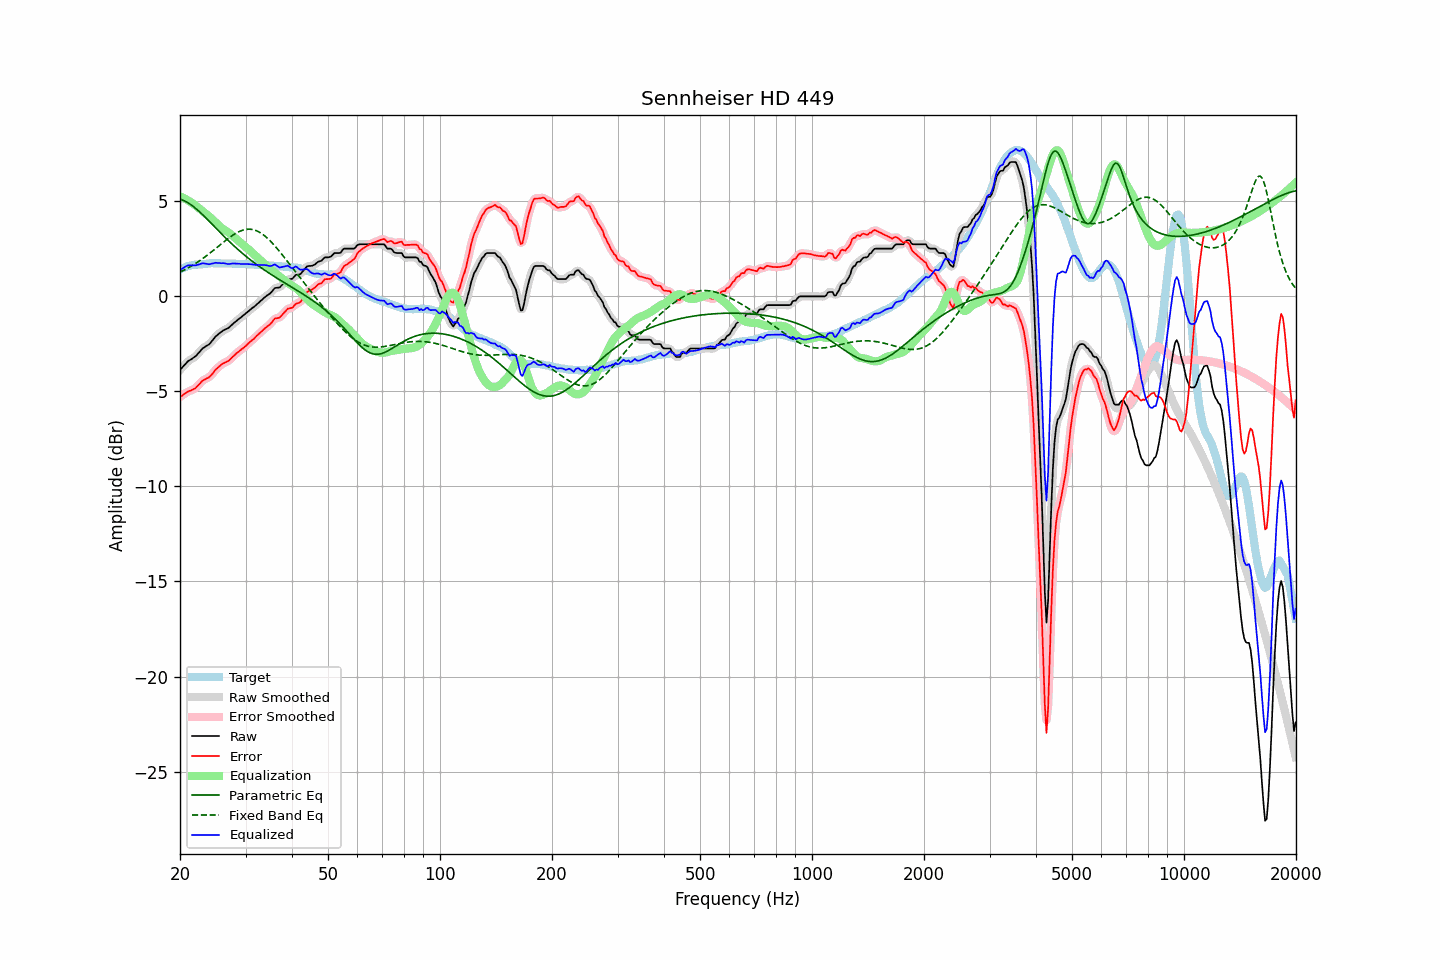 Sennheiser HD 449
Amplitude (dBr)
5
0
−5
−10
−15
−20
−25
Target
Raw Smoothed
Error Smoothed
Raw
Error
Equalization
Parametric Eq
Fixed Band Eq
Equalized
20 50 100 200 500 1000 2000 5000 10000 20000
Frequency (Hz)